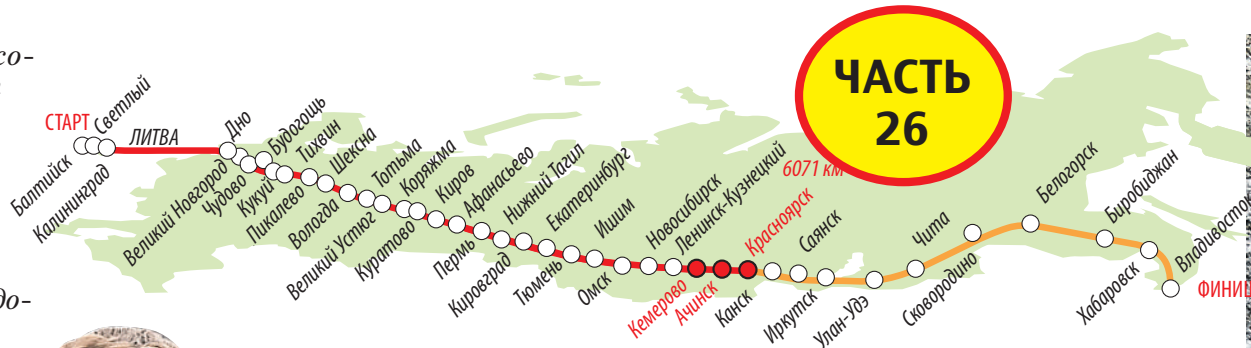 со-
ЧАСТЬ
26
СТАРТ
Светлый
ЛИТВА
Дно
Будогощь
Тихвин
Шексна
Тотьма
Коряжма
Киров
Афанасьево
Нижний Тагил
Екатеринбург
Ишим
Новосибирск
Ленинск-Кузнецкий
6071 км
Красноярск
Саянск
Чита
Белогорск
Биробиджан
Владивосток
Балтийск
Калининград
Великий Новгород
Чудово
Кукуй
Пикалево
Вологда
Великий Устюг
Куратово
Пермь
Кировград
Тюмень
Омск
Кемерово
Ачинск
Канск
Иркутск
Улан-Удэ
Сковородино
Хабаровск
ФИНИШ
до-